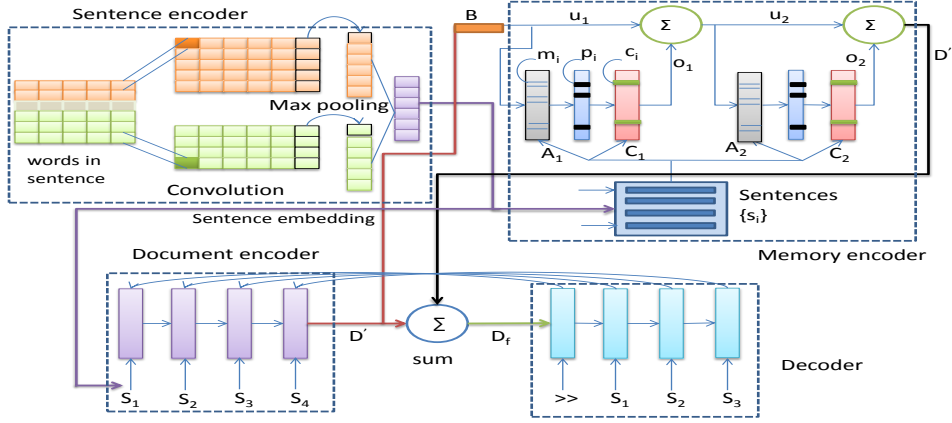 Sentence encoder
Max pooling
words in
sentence
Convolution
Sentence embedding
B
u1
Σ
u2
Σ
D'
mi
pi
ci
o1
o2
A1
C1
A2
C2
Sentences
{si}
Memory encoder
Document encoder
D'
Σ
sum
Df
Decoder
S1
S2
S3
S4
>>
S1
S2
S3